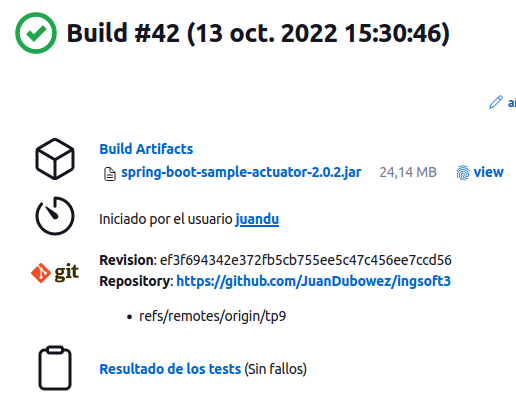 Build #42 (13 oct. 2022 15:30:46)
Build Artifacts
spring-boot-sample-actuator-2.0.2.jar 24,14 MB view
Iniciado por el usuario juandu
git
Revision: ef3f694342e372fb5cb755ee5c47c456ee7ccd56
Repository: https://github.com/JuanDubowez/ingsoft3
• refs/remotes/origin/tp9
Resultado de los tests (Sin fallos)